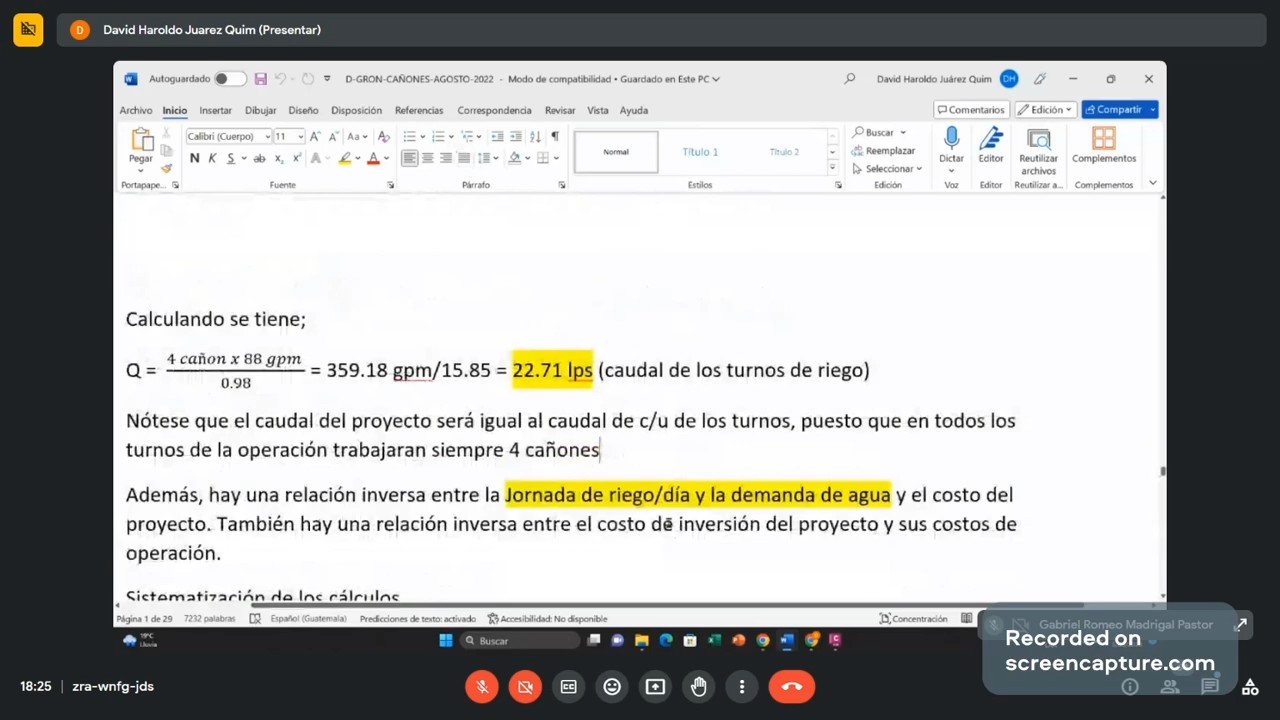 David Haroldo Juarez Quim (Presentar)
D
Autoguardado
D-GRON-CAÑONES-AGOSTO-2022 - Modo de compatibilidad • Guardado en Este PC
David Haroldo Juárez Quim
DH
Archivo Inicio Insertar Dibujar Diseño Disposición Referencias Correspondencia Revisar Vista Ayuda
Comentarios Edición Compartir
Calibri (Cuerpo) 11
Pegar
N K S
Normal Título 1 Título 2
Buscar
Reemplazar
Seleccionar
Dictar Editor Reutilizar archivos Complementos
Portapape... Fuente Párrafo Estilos Edición Voz Editor Reutilizar a... Complementos
Calculando se tiene;
Q = 4 cañon x 88 gpm / 0.98 = 359.18 gpm/15.85 = 22.71 lps (caudal de los turnos de riego)
Nótese que el caudal del proyecto será igual al caudal de c/u de los turnos, puesto que en todos los
turnos de la operación trabajaran siempre 4 cañones
Además, hay una relación inversa entre la Jornada de riego/día y la demanda de agua y el costo del
proyecto. También hay una relación inversa entre el costo de inversión del proyecto y sus costos de
operación.
Sistematización de los cálculos
Página 1 de 29 7232 palabras Español (Guatemala) Predicciones de texto: activado Accesibilidad: No disponible Concentración
19°C
Lluvia
Buscar
Gabriel Romeo Madrigal Pastor
Recorded on
screencapture.com
18:25 | zra-wnfg-jds